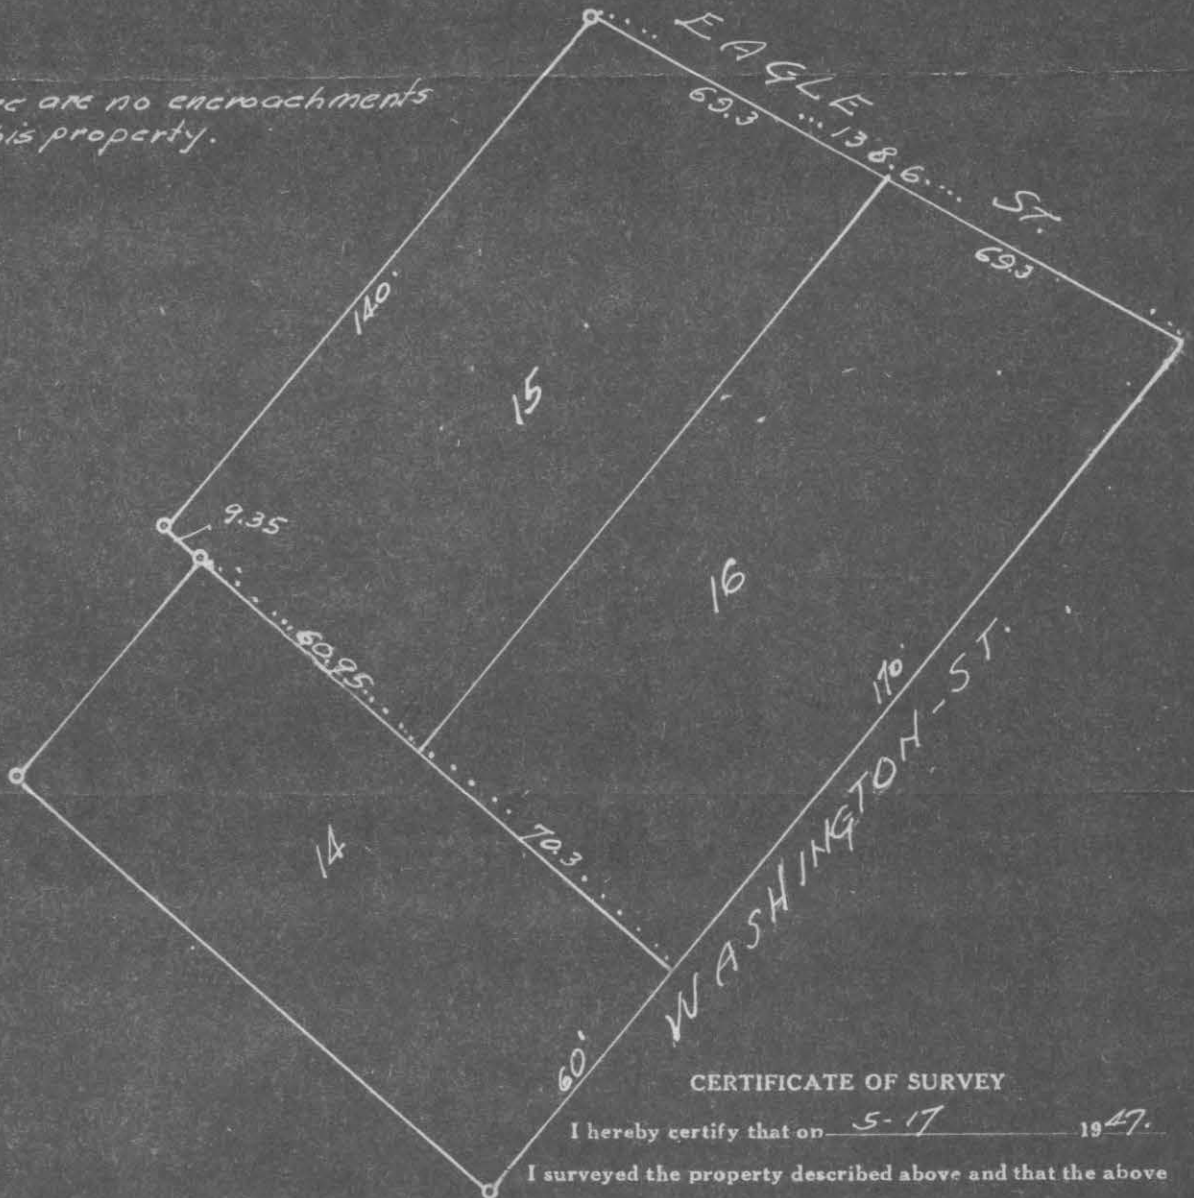 EAGLE ST.
69.3
138.6
69.3
are no encroachments
property.
140'
15
9.35
16
60.95
170'
WASHINGTON-ST.
14
70.3
60'
CERTIFICATE OF SURVEY
I hereby certify that on 5-17 1947.
I surveyed the property described above and that the above